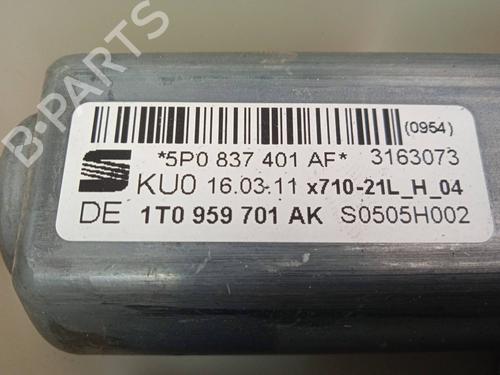 B-PARTS
(0954)
*5P0 837 401 AF* 3163073
KU0 16.03.11 x710-21L_H_04
DE 1T0 959 701 AK S0505H002